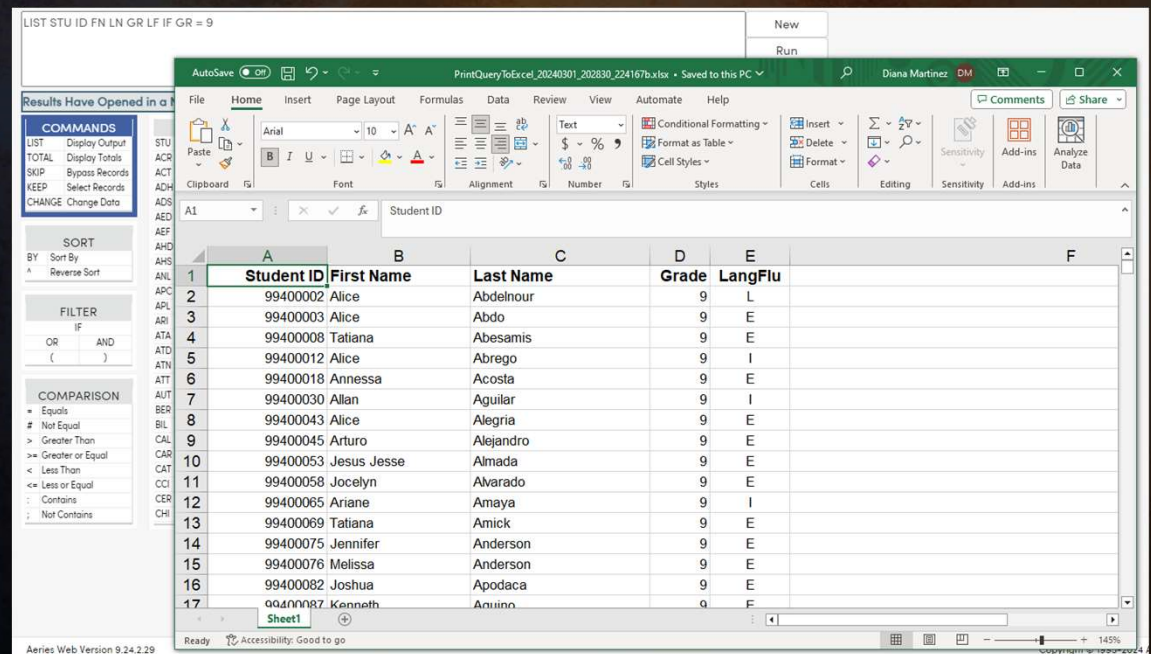 LIST STU ID FN LN GR LF IF GR = 9
New
Run
AutoSave Off
PrintQueryToExcel_20240301_202830_224167b.xlsx • Saved to this PC
Diana Martinez DM
Results Have Opened in a
File Home Insert Page Layout Formulas Data Review View Automate Help Comments Share
Paste
Arial 10
Text
Conditional Formatting
Format as Table
Cell Styles
Insert
Delete
Format
Sensitivity
Add-ins
Analyze
Data
Clipboard Font Alignment Number Styles Cells Editing Sensitivity Add-ins
A1 fx Student ID
COMMANDS
LIST Display Output
TOTAL Display Totals
SKIP Bypass Records
KEEP Select Records
CHANGE Change Data
SORT
BY Sort By
^ Reverse Sort
FILTER
IF
OR AND
( )
COMPARISON
= Equals
# Not Equal
> Greater Than
>= Greater or Equal
< Less Than
<= Less or Equal
: Contains
; Not Contains
STU
ACR
ACT
ADH
ADS
AED
AEF
AHD
AHS
ANL
APC
APL
ARI
ATA
ATD
ATN
ATT
AUT
BER
BIL
CAL
CAR
CAT
CCI
CER
CHI
A B C D E F
1 Student ID First Name Last Name Grade LangFlu
2 99400002 Alice Abdelnour 9 L
3 99400003 Alice Abdo 9 E
4 99400008 Tatiana Abesamis 9 E
5 99400012 Alice Abrego 9 I
6 99400018 Annessa Acosta 9 E
7 99400030 Allan Aguilar 9 I
8 99400043 Alice Alegria 9 E
9 99400045 Arturo Alejandro 9 E
10 99400053 Jesus Jesse Almada 9 E
11 99400058 Jocelyn Alvarado 9 E
12 99400065 Ariane Amaya 9 I
13 99400069 Tatiana Amick 9 E
14 99400075 Jennifer Anderson 9 E
15 99400076 Melissa Anderson 9 E
16 99400082 Joshua Apodaca 9 E
17 99400087 Kenneth Aquino 9 E
Sheet1
Ready Accessibility: Good to go 145%
Aeries Web Version 9.24.2.29
Copyright © 1995-2024 A